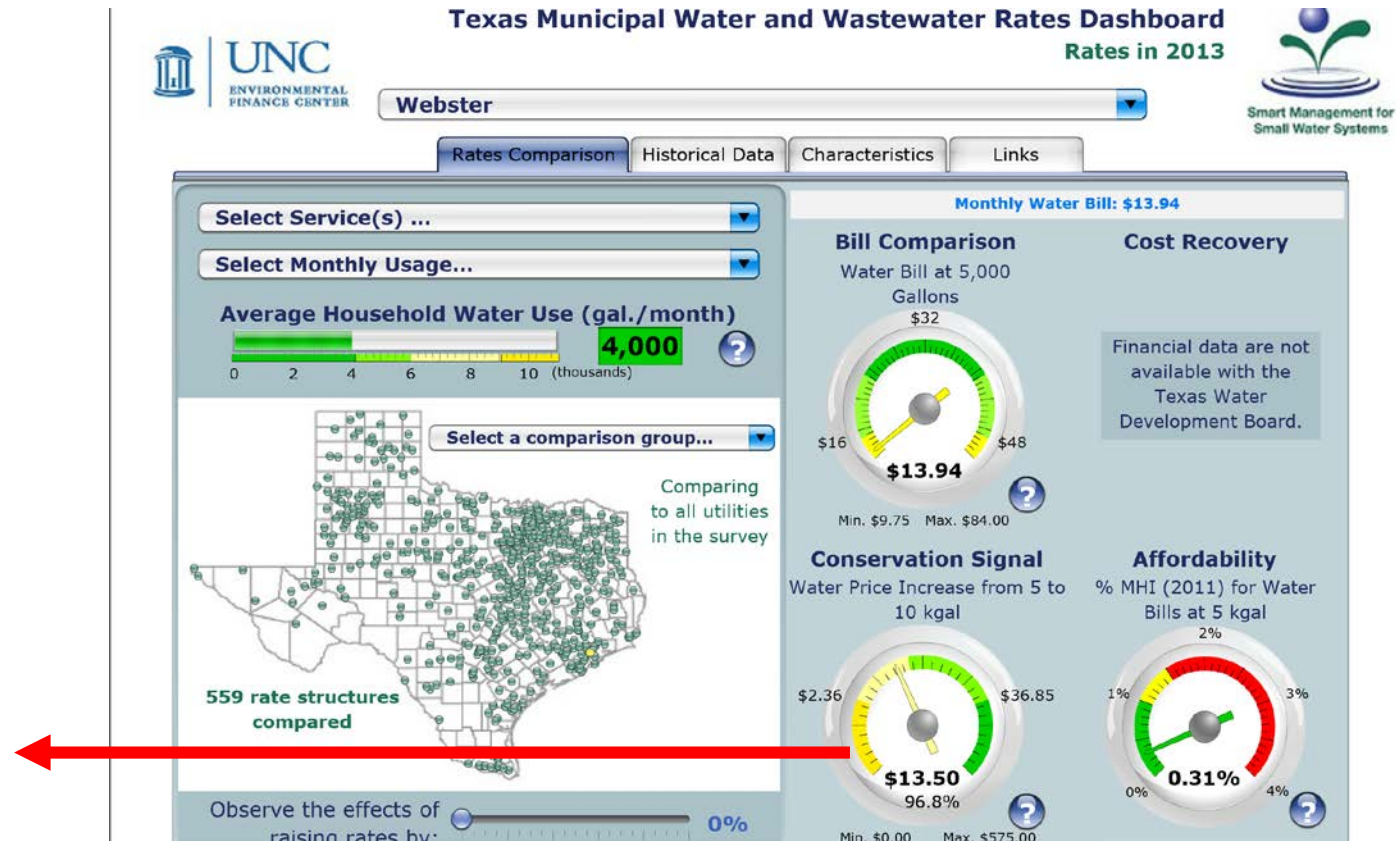 Texas Municipal Water and Wastewater Rates Dashboard
Rates in 2013
UNC
ENVIRONMENTAL
FINANCE CENTER
Smart Management for
Small Water Systems
Webster
Rates Comparison
Historical Data
Characteristics
Links
Select Service(s) ...
Select Monthly Usage...
Average Household Water Use (gal./month)
4,000
?
0 2 4 6 8 10 (thousands)
Select a comparison group...
Comparing
to all utilities
in the survey
559 rate structures
compared
Observe the effects of
raising rates by:
0%
Monthly Water Bill: $13.94
Bill Comparison
Water Bill at 5,000
Gallons
$32
$16
$48
$13.94
?
Min. $9.75 Max. $84.00
Cost Recovery
Financial data are not
available with the
Texas Water
Development Board.
Conservation Signal
Water Price Increase from 5 to
10 kgal
$2.36
$36.85
$13.50
96.8%
?
Min. $0.00 Max. $575.00
Affordability
% MHI (2011) for Water
Bills at 5 kgal
2%
1%
3%
0%
4%
0.31%
?